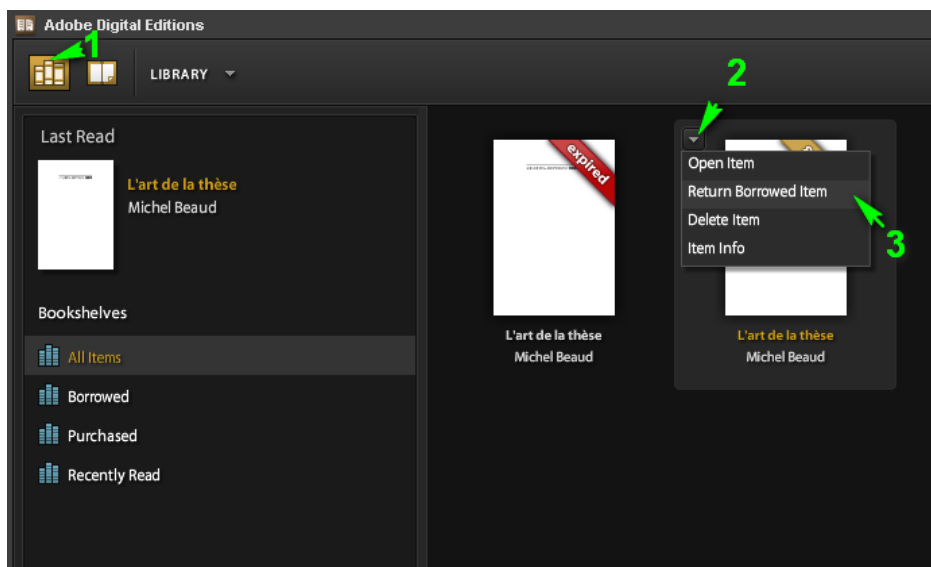 Adobe Digital Editions
1
LIBRARY
2
Last Read
L'art de la thèse
Michel Beaud
expired
Open Item
Return Borrowed Item
Delete Item
Item Info
3
Bookshelves
All Items
Borrowed
Purchased
Recently Read
L'art de la thèse
Michel Beaud
L'art de la thèse
Michel Beaud